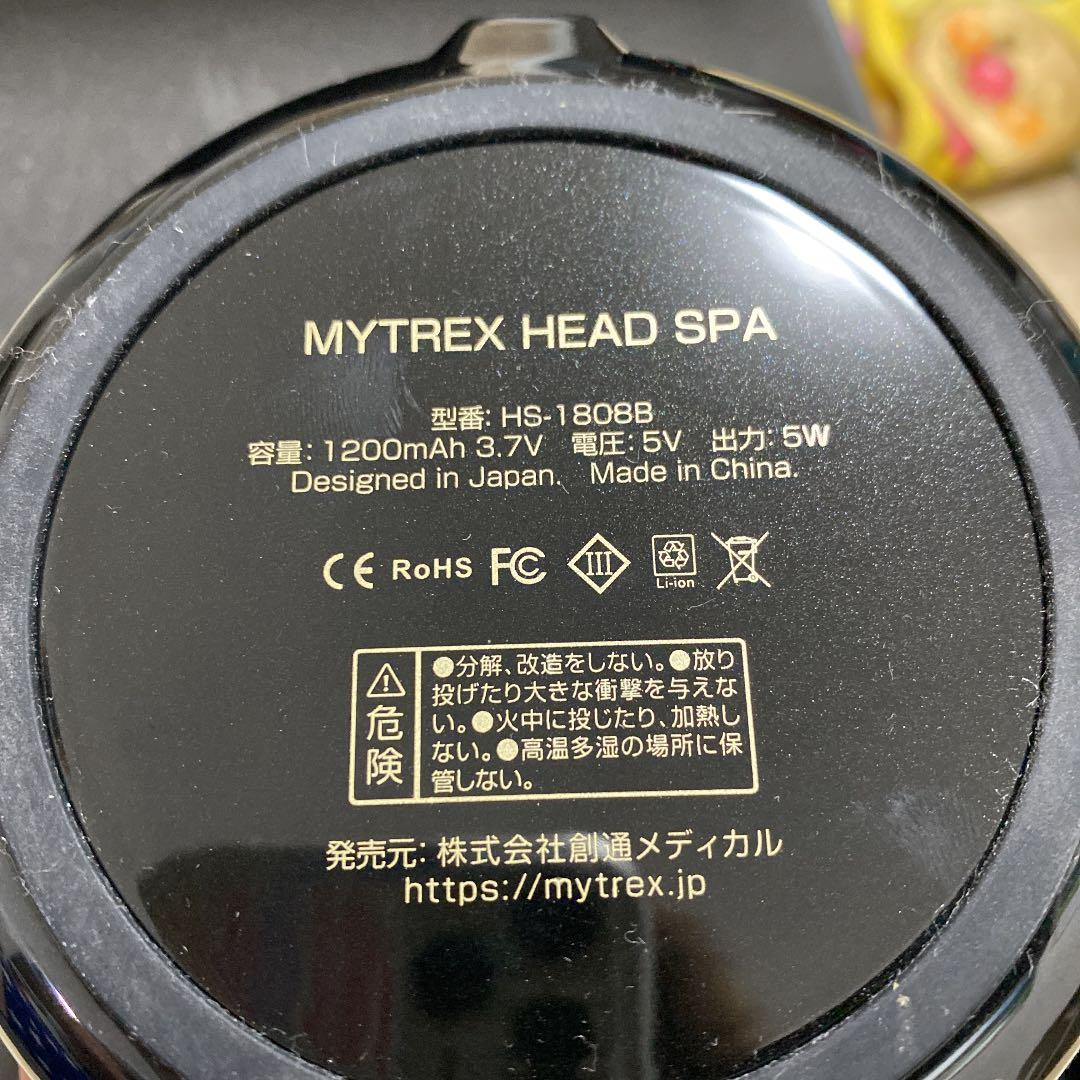 MYTREX HEAD SPA
型番: HS-1808B
容量: 1200mAh 3.7V 電圧: 5V 出力: 5W
Designed in Japan. Made in China.
CE RoHS FC III Li-ion
危険
●分解、改造をしない。●放り
投げたり大きな衝撃を与えな
い。●火中に投じたり、加熱し
ない。●高温多湿の場所に保
管しない。
発売元: 株式会社創通メディカル
https://mytrex.jp